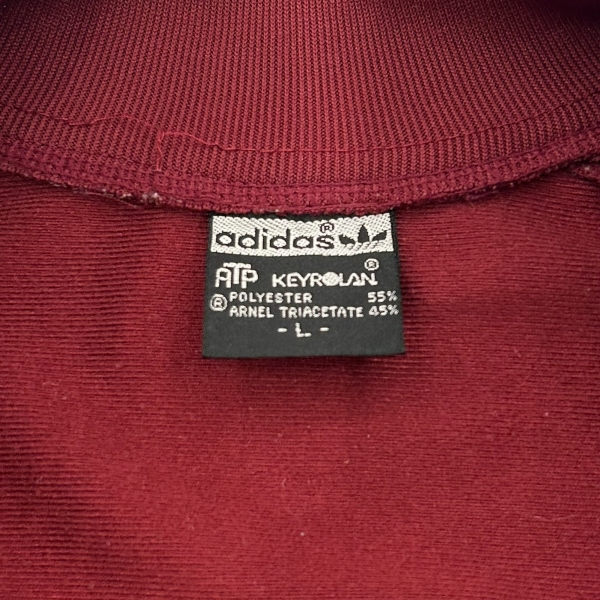 adidas®
ATP KEYROLAN®
POLYESTER 55%
® ARNEL TRIACETATE 45%
- L -